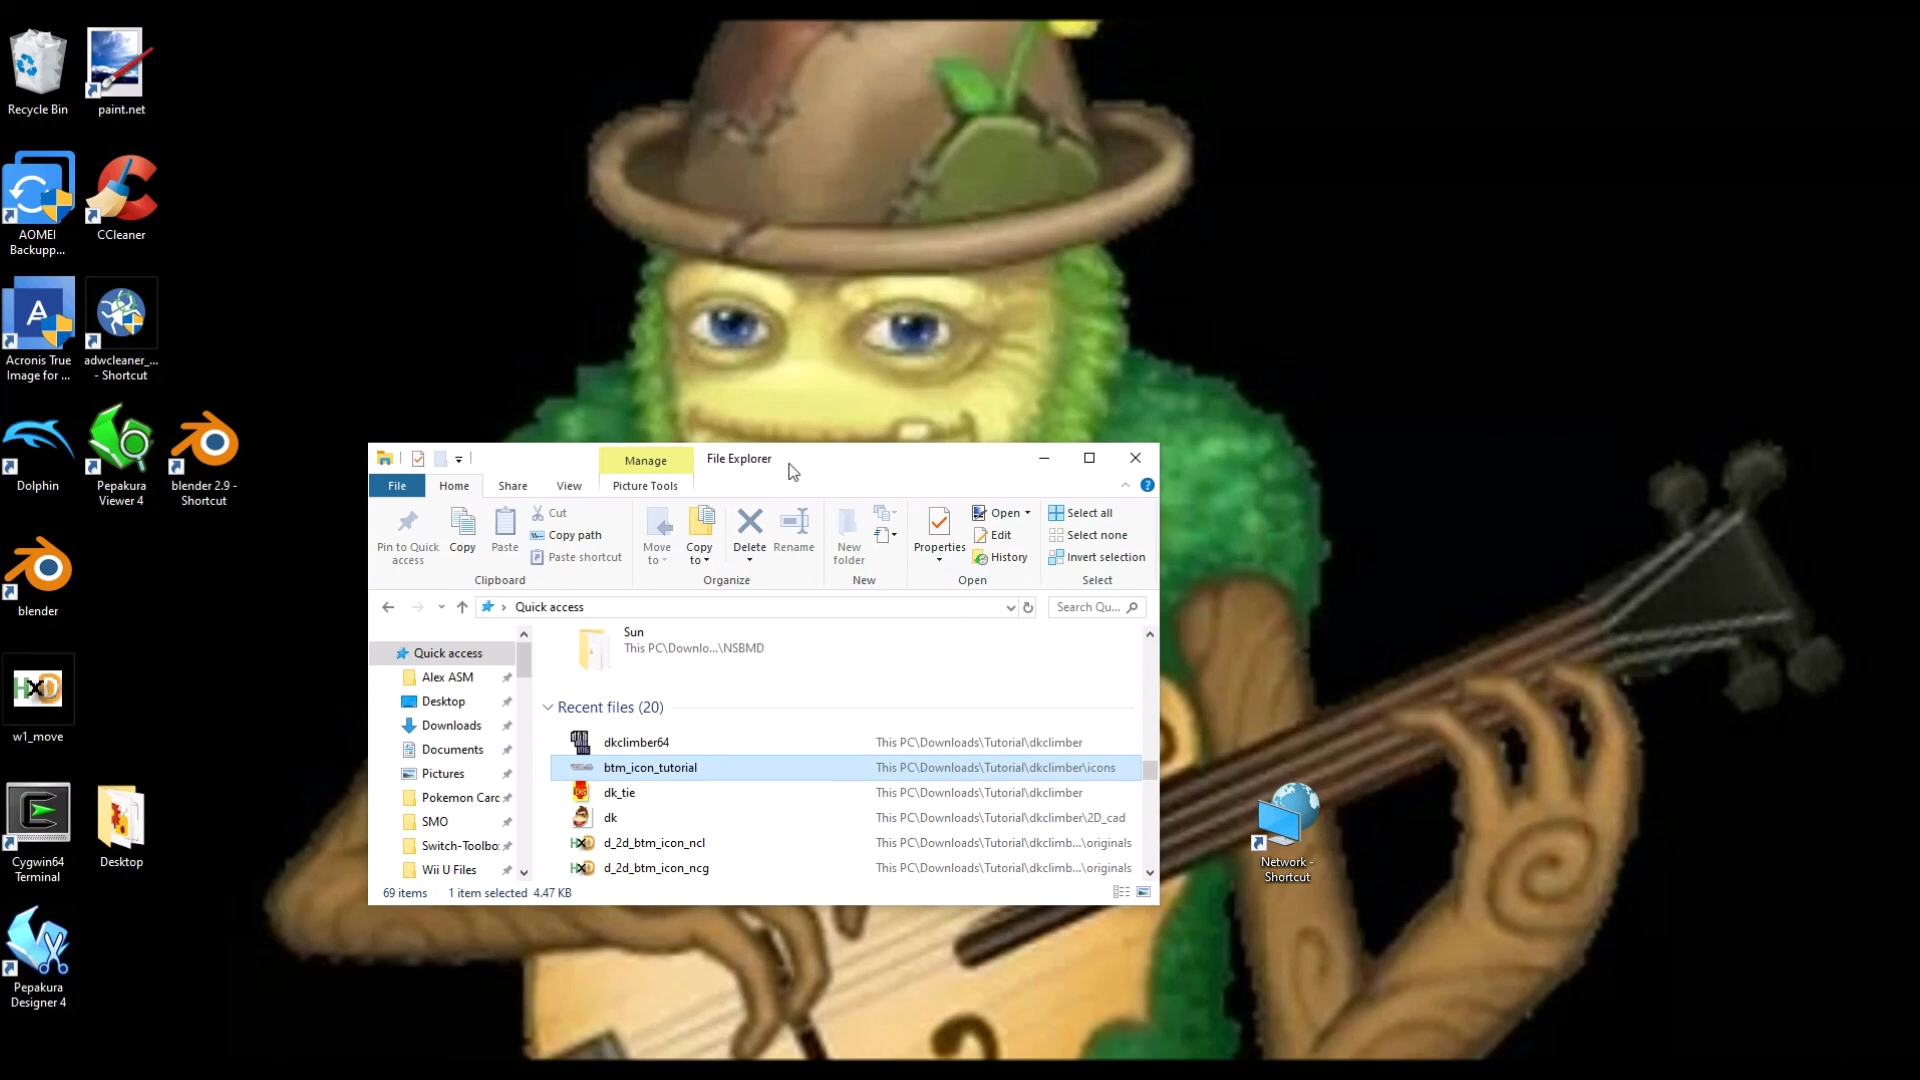 Recycle Bin
paint.net
AOMEI
Backupp...
CCleaner
Acronis True
Image for ...
adwcleaner_...
- Shortcut
Dolphin
Pepakura
Viewer 4
blender 2.9 -
Shortcut
blender
HxD
w1_move
Cygwin64
Terminal
Desktop
Pepakura
Designer 4
Network -
Shortcut
Manage
File Explorer
File
Home
Share
View
Picture Tools
Pin to Quick
access
Copy
Paste
Cut
Copy path
Paste shortcut
Clipboard
Move
to
Copy
to
Delete
Rename
Organize
New
folder
New
Properties
Open
Edit
History
Open
Select all
Select none
Invert selection
Select
Quick access
Search Qu...
Quick access
Alex ASM
Desktop
Downloads
Documents
Pictures
Pokemon Carc
SMO
Switch-Toolbo
Wii U Files
Sun
This PC\Downlo...\NSBMD
Recent files (20)
dkclimber64 This PC\Downloads\Tutorial\dkclimber
btm_icon_tutorial This PC\Downloads\Tutorial\dkclimber\icons
dk_tie This PC\Downloads\Tutorial\dkclimber
dk This PC\Downloads\Tutorial\dkclimber\2D_cad
d_2d_btm_icon_ncl This PC\Downloads\Tutorial\dkclimb...\originals
d_2d_btm_icon_ncg This PC\Downloads\Tutorial\dkclimb...\originals
69 items 1 item selected 4.47 KB